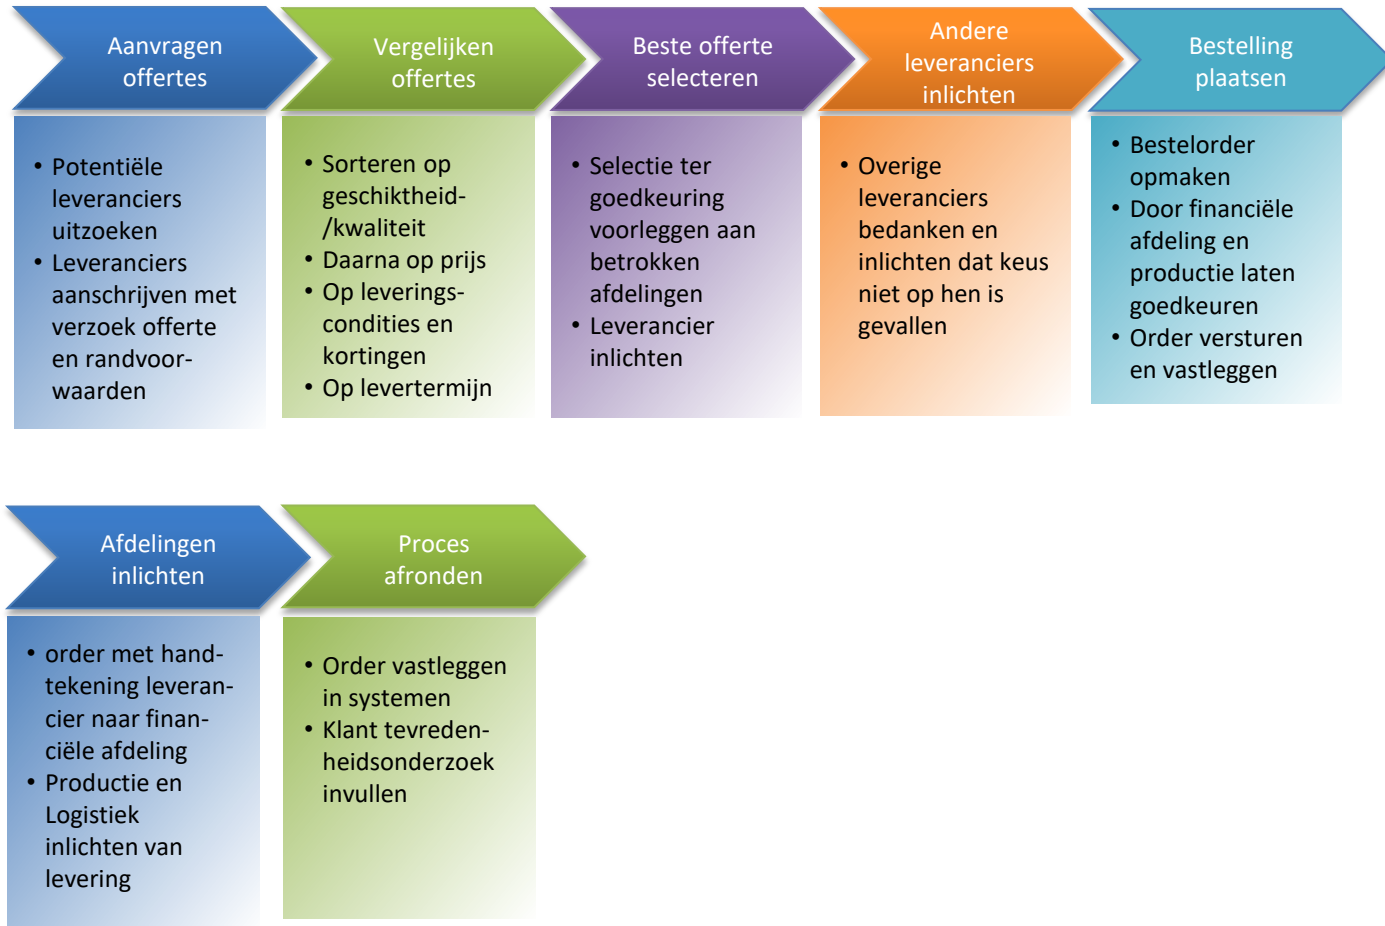 Aanvragen
offertes
Vergelijken
offertes
Beste offerte
selecteren
Andere
leveranciers
inlichten
Bestelling
plaatsen
• Potentiële
leveranciers
uitzoeken
• Leveranciers
aanschrijven met
verzoek offerte
en randvoor-
waarden
• Sorteren op
geschiktheid-
/kwaliteit
• Daarna op prijs
• Op leverings-
condities en
kortingen
• Op levertermijn
• Selectie ter
goedkeuring
voorleggen aan
betrokken
afdelingen
• Leverancier
inlichten
• Overige
leveranciers
bedanken en
inlichten dat keus
niet op hen is
gevallen
• Bestelorder
opmaken
• Door financiële
afdeling en
productie laten
goedkeuren
• Order versturen
en vastleggen
Afdelingen
inlichten
Proces
afronden
• order met hand-
tekening leveran-
cier naar finan-
ciële afdeling
• Productie en
Logistiek
inlichten van
levering
• Order vastleggen
in systemen
• Klant tevreden-
heidsonderzoek
invullen